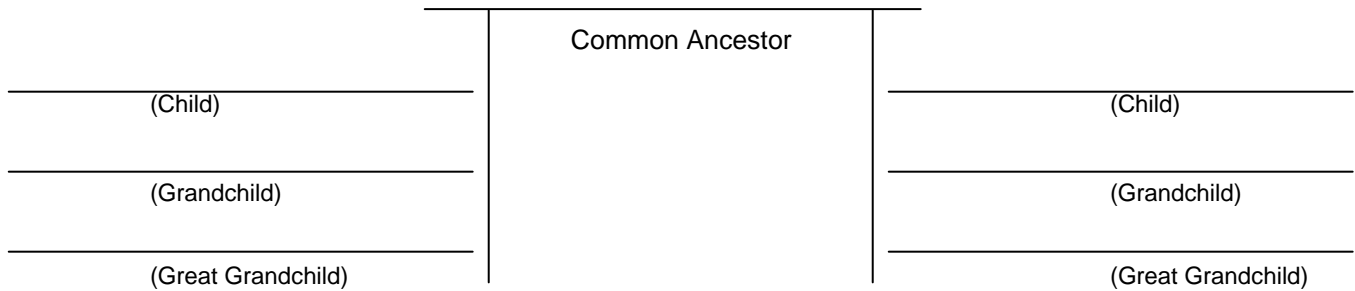 Common Ancestor
(Child) (Child)
(Grandchild) (Grandchild)
(Great Grandchild) (Great Grandchild)